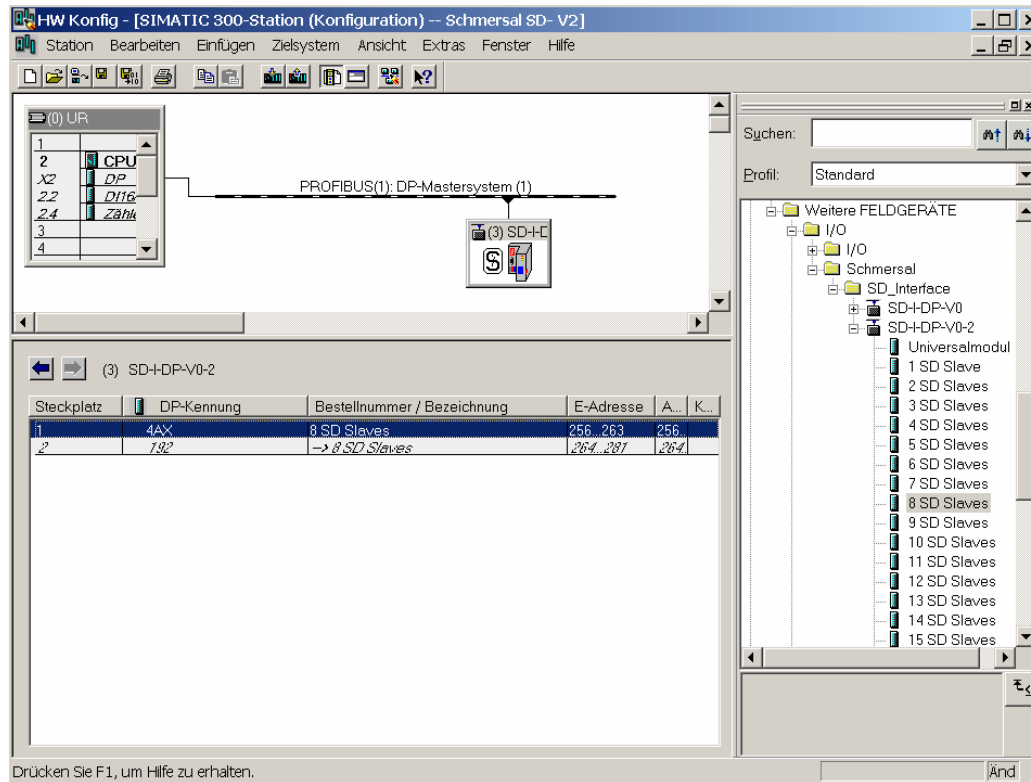 HW Konfig - [SIMATIC 300-Station (Konfiguration) -- Schmersal SD- V2]
Station Bearbeiten Einfügen Zielsystem Ansicht Extras Fenster Hilfe
(0) UR
1
2 CPU
X2 DP
2.2 DI16
2.4 Zähl
3
4
PROFIBUS(1): DP-Mastersystem (1)
(3) SD-I-D
(3) SD-I-DP-V0-2
Steckplatz DP-Kennung Bestellnummer / Bezeichnung E-Adresse A... K...
1 4AX 8 SD Slaves 256...263 256..
2 192 --> 8 SD Slaves 264...281 264.
Suchen:
Profil: Standard
Weitere FELDGERÄTE
I/O
I/O
Schmersal
SD_Interface
SD-I-DP-V0
SD-I-DP-V0-2
Universalmodul
1 SD Slave
2 SD Slaves
3 SD Slaves
4 SD Slaves
5 SD Slaves
6 SD Slaves
7 SD Slaves
8 SD Slaves
9 SD Slaves
10 SD Slaves
11 SD Slaves
12 SD Slaves
13 SD Slaves
14 SD Slaves
15 SD Slaves
Drücken Sie F1, um Hilfe zu erhalten.
Änd